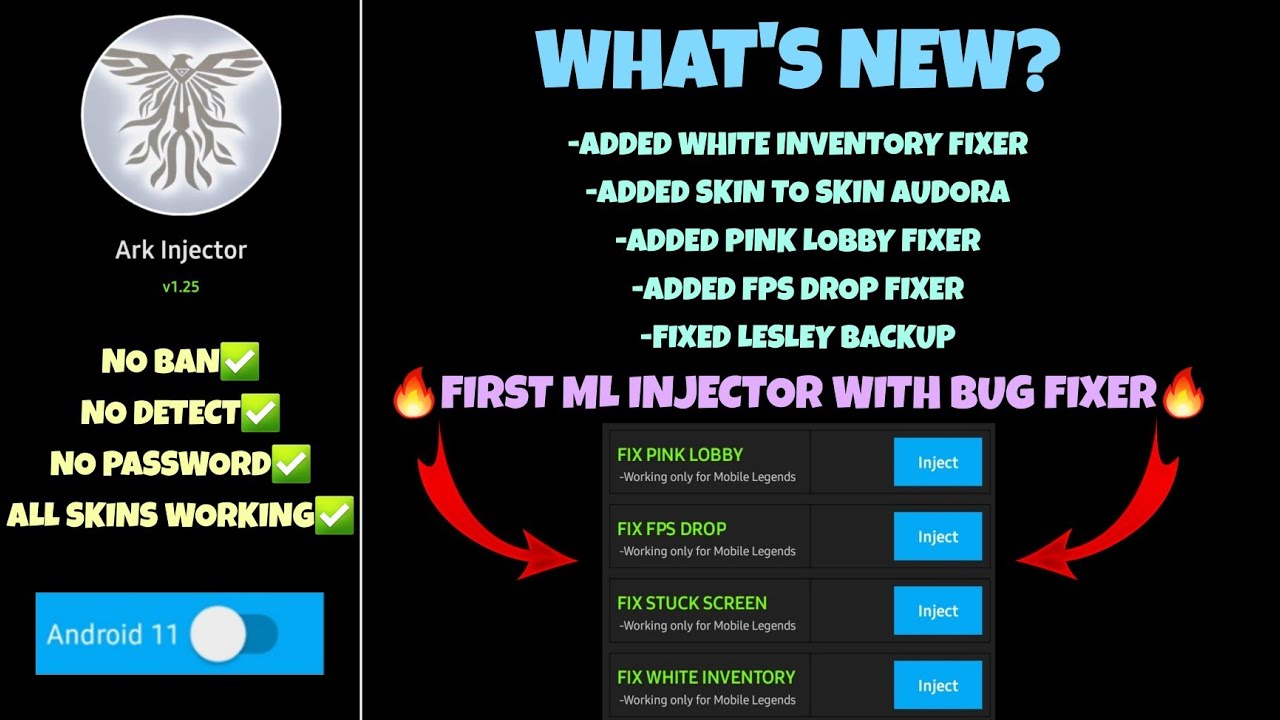 Ark Injector
v1.25
NO BAN✅
NO DETECT✅
NO PASSWORD✅
ALL SKINS WORKING✅
Android 11
WHAT'S NEW?
-ADDED WHITE INVENTORY FIXER
-ADDED SKIN TO SKIN AUDORA
-ADDED PINK LOBBY FIXER
-ADDED FPS DROP FIXER
-FIXED LESLEY BACKUP
🔥FIRST ML INJECTOR WITH BUG FIXER🔥
FIX PINK LOBBY
-Working only for Mobile Legends
Inject
FIX FPS DROP
-Working only for Mobile Legends
Inject
FIX STUCK SCREEN
-Working only for Mobile Legends
Inject
FIX WHITE INVENTORY
-Working only for Mobile Legends
Inject